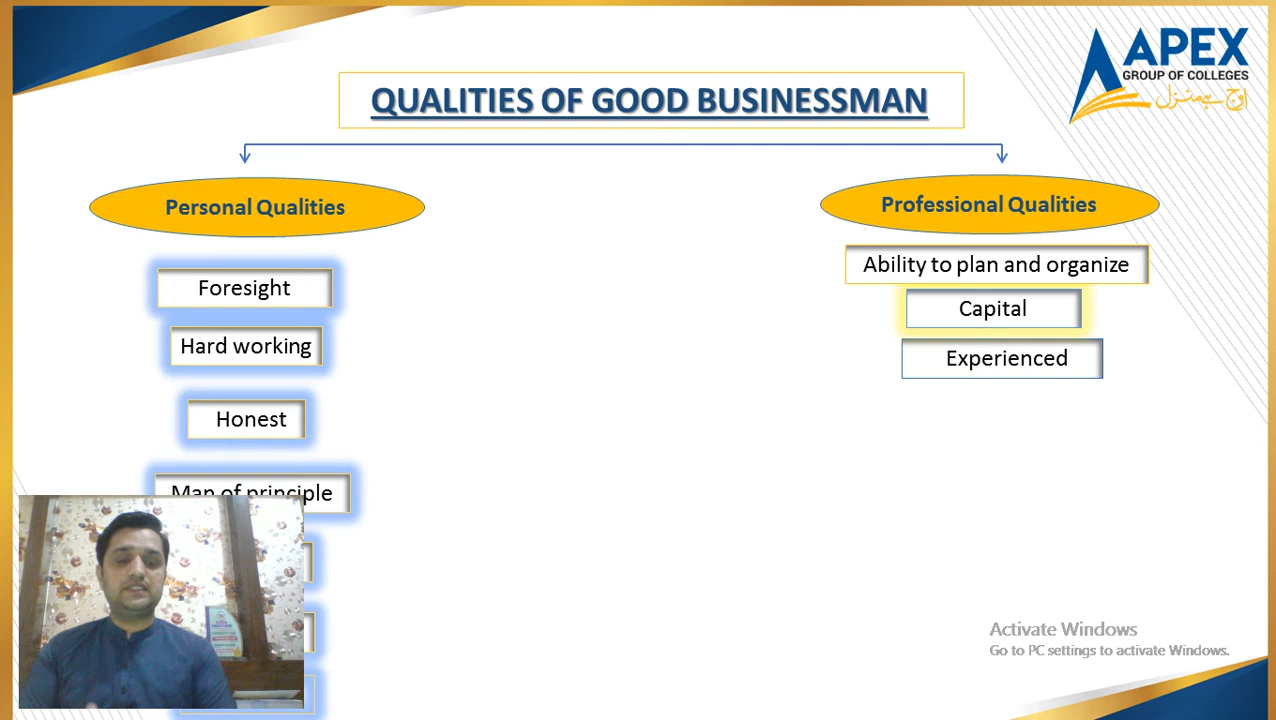 APEX
GROUP OF COLLEGES
اوج ہے منزل
QUALITIES OF GOOD BUSINESSMAN
Personal Qualities
Professional Qualities
Foresight
Hard working
Honest
Man of principle
Ability to plan and organize
Capital
Experienced
Activate Windows
Go to PC settings to activate Windows.